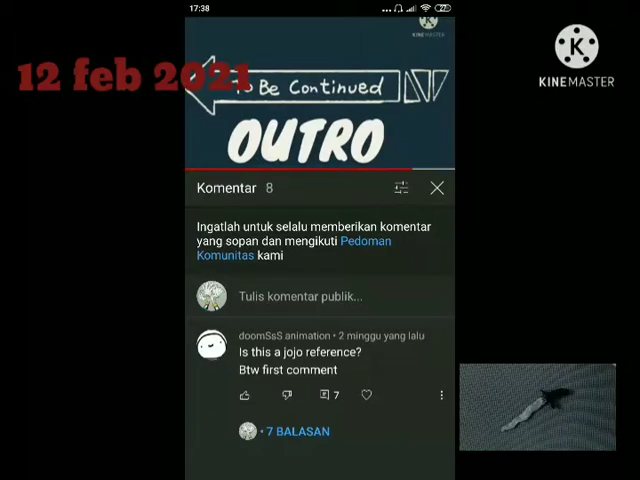 17:38
22
KINEMASTER
KINEMASTER
12 feb 2021
To Be Continued
OUTRO
Komentar 8
Ingatlah untuk selalu memberikan komentar
yang sopan dan mengikuti Pedoman
Komunitas kami
Tulis komentar publik...
doomSsS animation • 2 minggu yang lalu
Is this a jojo reference?
Btw first comment
7
• 7 BALASAN